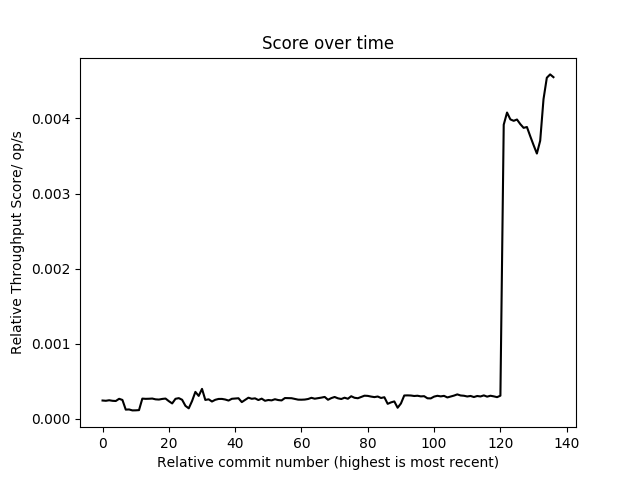 Score over time
Relative Throughput Score/ op/s
0.004
0.003
0.002
0.001
0.000
0 20 40 60 80 100 120 140
Relative commit number (highest is most recent)